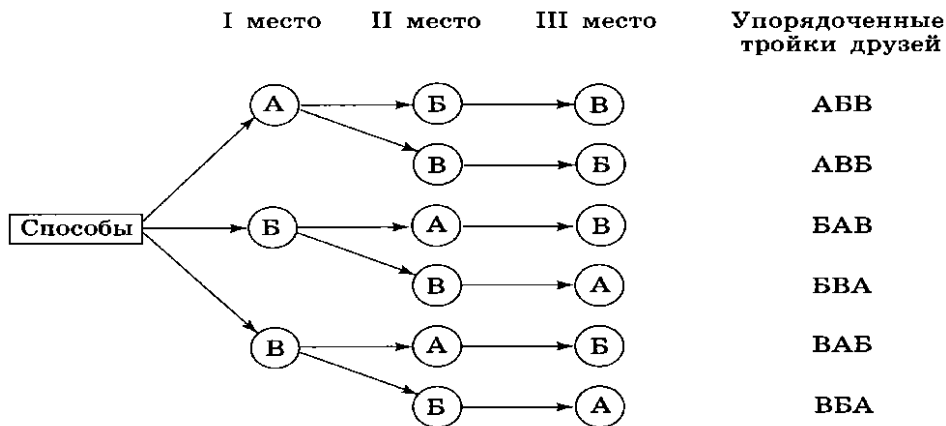 I место II место III место Упорядоченные
тройки друзей
А Б В АБВ
В Б АВБ
Способы Б А В БАВ
В А БВА
В А Б ВАБ
Б А ВБА